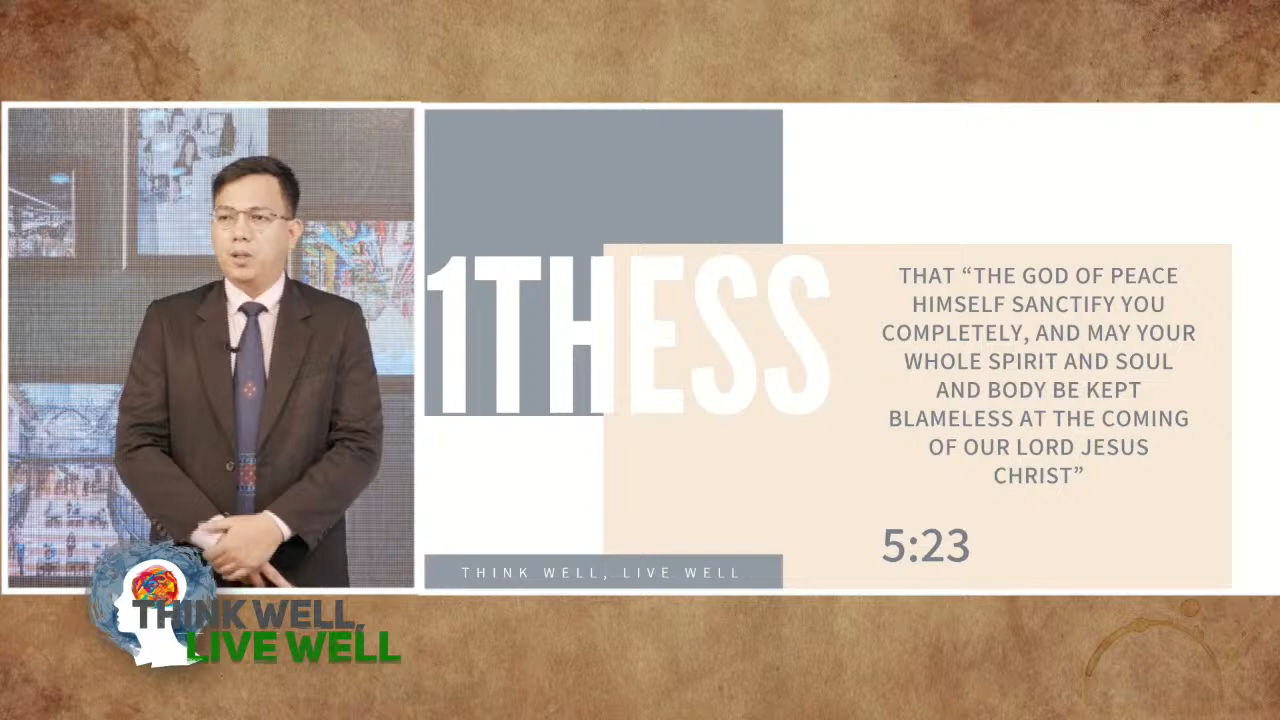 1THESS
THAT “THE GOD OF PEACE
HIMSELF SANCTIFY YOU
COMPLETELY, AND MAY YOUR
WHOLE SPIRIT AND SOUL
AND BODY BE KEPT
BLAMELESS AT THE COMING
OF OUR LORD JESUS
CHRIST”
5:23
THINK WELL, LIVE WELL
THINK WELL,
LIVE WELL